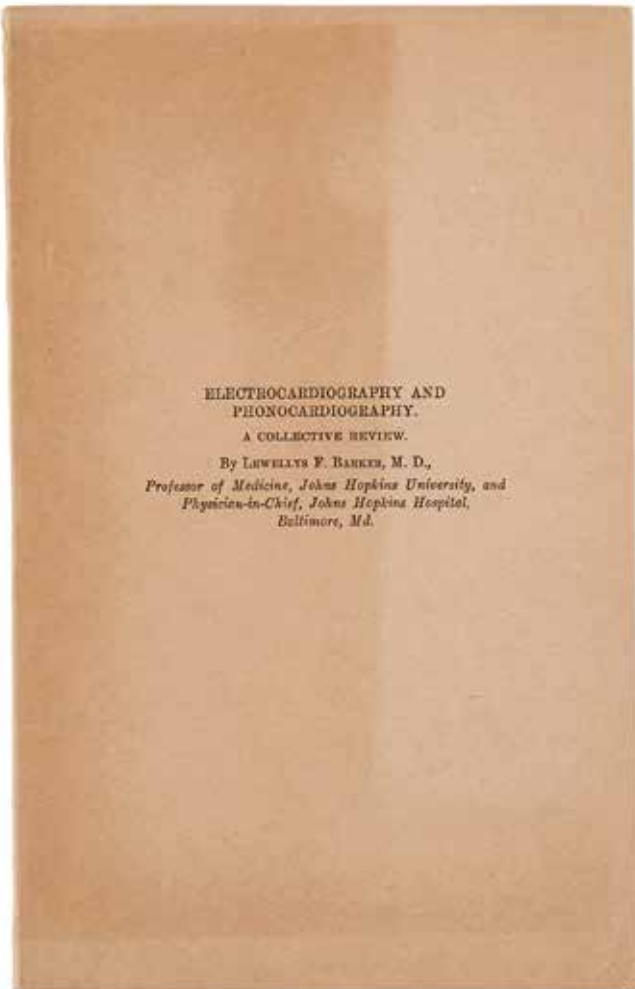 ELECTROCARDIOGRAPHY AND
PHONOCARDIOGRAPHY.
A COLLECTIVE REVIEW.
By LEWELLYS F. BARKER, M. D.,
Professor of Medicine, Johns Hopkins University, and
Physician-in-Chief, Johns Hopkins Hospital,
Baltimore, Md.